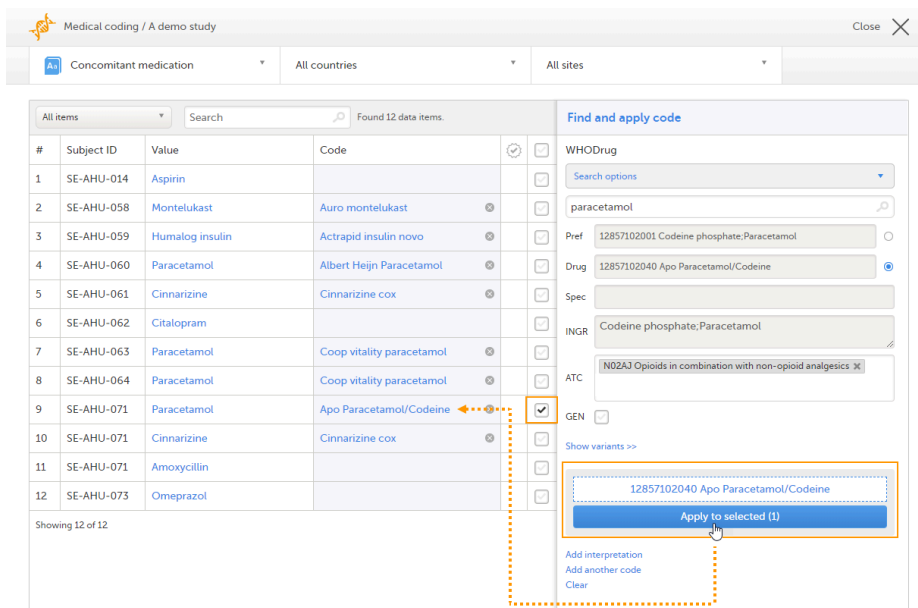 Medical coding / A demo study
Close
Concomitant medication
All countries
All sites
All items
Search
Found 12 data items.
# Subject ID Value Code
1 SE-AHU-014 Aspirin
2 SE-AHU-058 Montelukast Auro montelukast
3 SE-AHU-059 Humalog insulin Actrapid insulin novo
4 SE-AHU-060 Paracetamol Albert Heijn Paracetamol
5 SE-AHU-061 Cinnarizine Cinnarizine cox
6 SE-AHU-062 Citalopram
7 SE-AHU-063 Paracetamol Coop vitality paracetamol
8 SE-AHU-064 Paracetamol Coop vitality paracetamol
9 SE-AHU-071 Paracetamol Apo Paracetamol/Codeine
10 SE-AHU-071 Cinnarizine Cinnarizine cox
11 SE-AHU-071 Amoxycillin
12 SE-AHU-073 Omeprazol
Showing 12 of 12
Find and apply code
WHODrug
Search options
paracetamol
Pref 12857102001 Codeine phosphate;Paracetamol
Drug 12857102040 Apo Paracetamol/Codeine
Spec
INGR Codeine phosphate;Paracetamol
ATC N02AJ Opioids in combination with non-opioid analgesics
GEN
Show variants >>
12857102040 Apo Paracetamol/Codeine
Apply to selected (1)
Add interpretation
Add another code
Clear